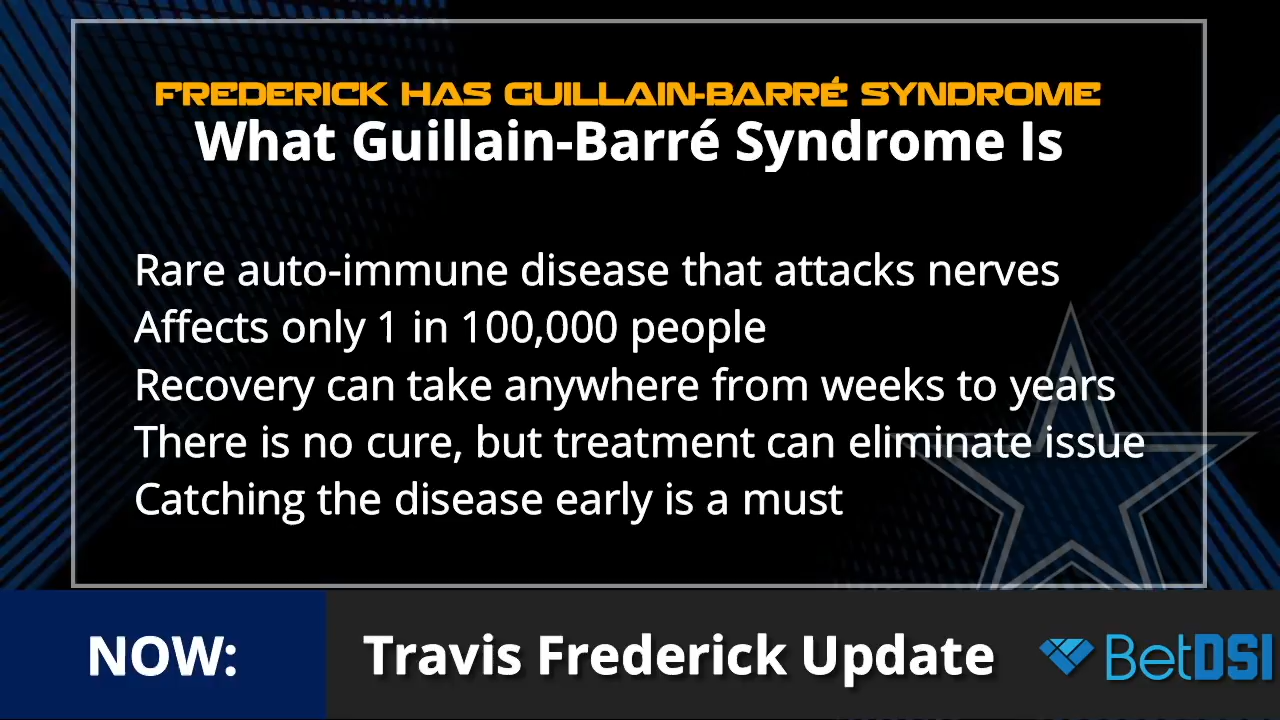 FREDERICK HAS GUILLAIN-BARRÉ SYNDROME
What Guillain-Barré Syndrome Is
Rare auto-immune disease that attacks nerves
Affects only 1 in 100,000 people
Recovery can take anywhere from weeks to years
There is no cure, but treatment can eliminate issue
Catching the disease early is a must
NOW:
Travis Frederick Update
BetDSI